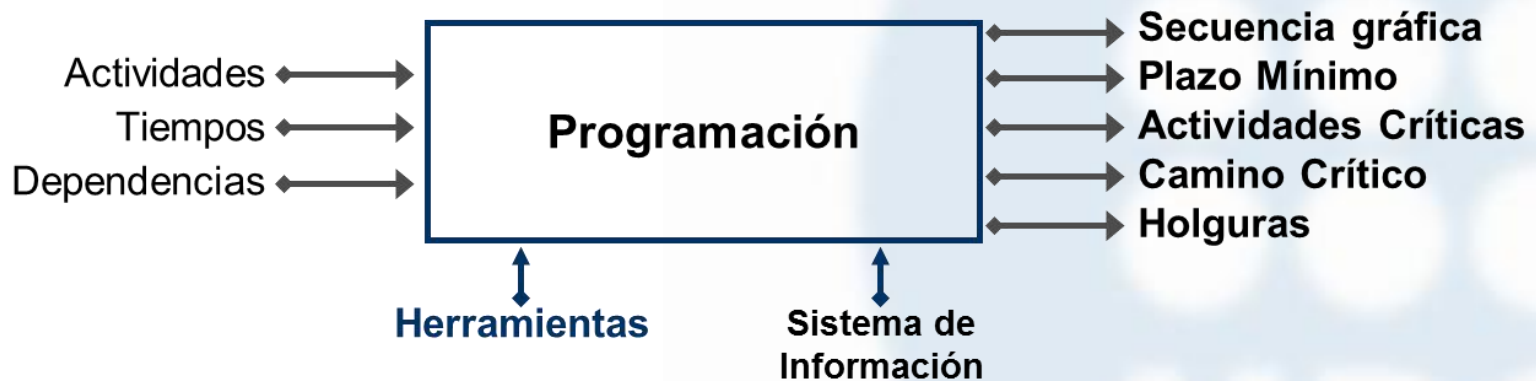 Actividades
Tiempos
Dependencias
Programación
Secuencia gráfica
Plazo Mínimo
Actividades Críticas
Camino Crítico
Holguras
Herramientas
Sistema de
Información